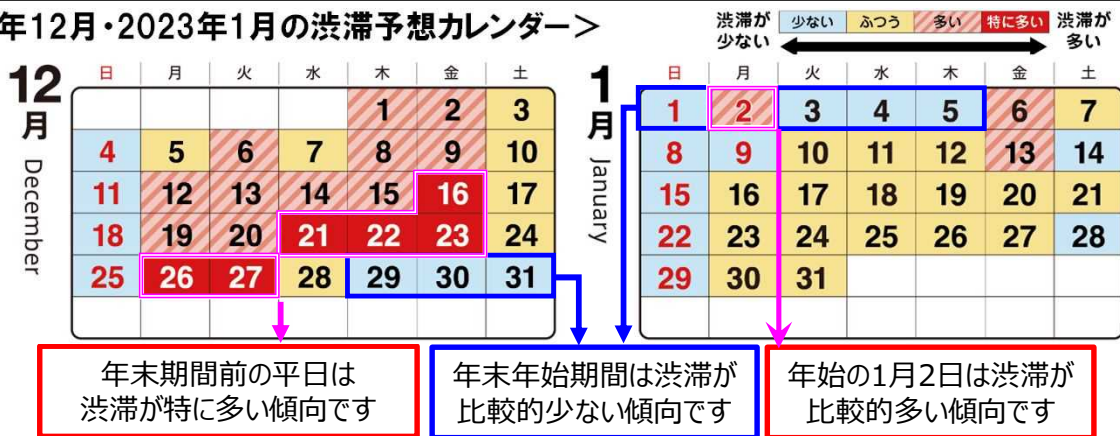 年12月・2023年1月の渋滞予想カレンダー＞
渋滞が
少ない
少ない ふつう 多い 特に多い
渋滞が
多い
12
月
December
日 月 火 水 木 金 土
1 2 3
4 5 6 7 8 9 10
11 12 13 14 15 16 17
18 19 20 21 22 23 24
25 26 27 28 29 30 31
1
月
January
日 月 火 水 木 金 土
1 2 3 4 5 6 7
8 9 10 11 12 13 14
15 16 17 18 19 20 21
22 23 24 25 26 27 28
29 30 31
年末期間前の平日は
渋滞が特に多い傾向です
年末年始期間は渋滞が
比較的少ない傾向です
年始の1月2日は渋滞が
比較的多い傾向です